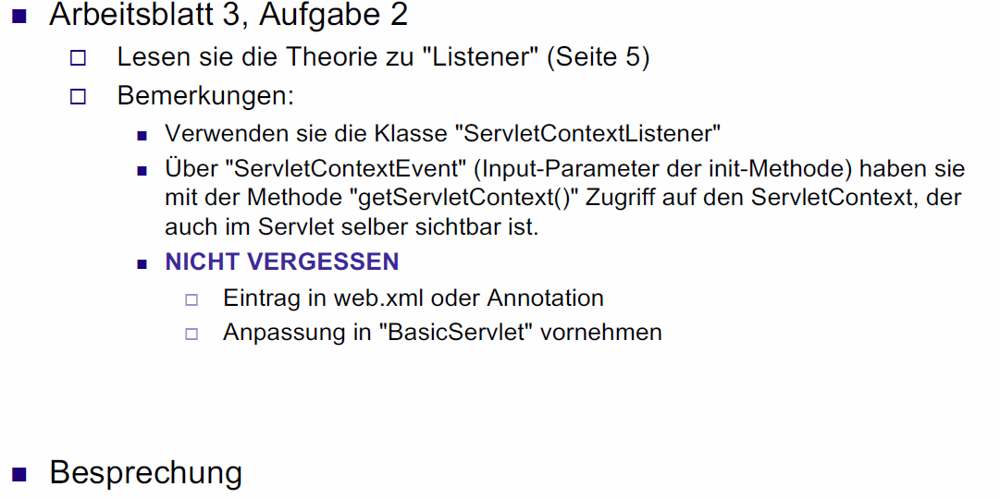 Arbeitsblatt 3, Aufgabe 2
Lesen sie die Theorie zu "Listener" (Seite 5)
Bemerkungen:
Verwenden sie die Klasse "ServletContextListener"
Über "ServletContextEvent" (Input-Parameter der init-Methode) haben sie
mit der Methode "getServletContext()" Zugriff auf den ServletContext, der
auch im Servlet selber sichtbar ist.
NICHT VERGESSEN
Eintrag in web.xml oder Annotation
Anpassung in "BasicServlet" vornehmen
Besprechung